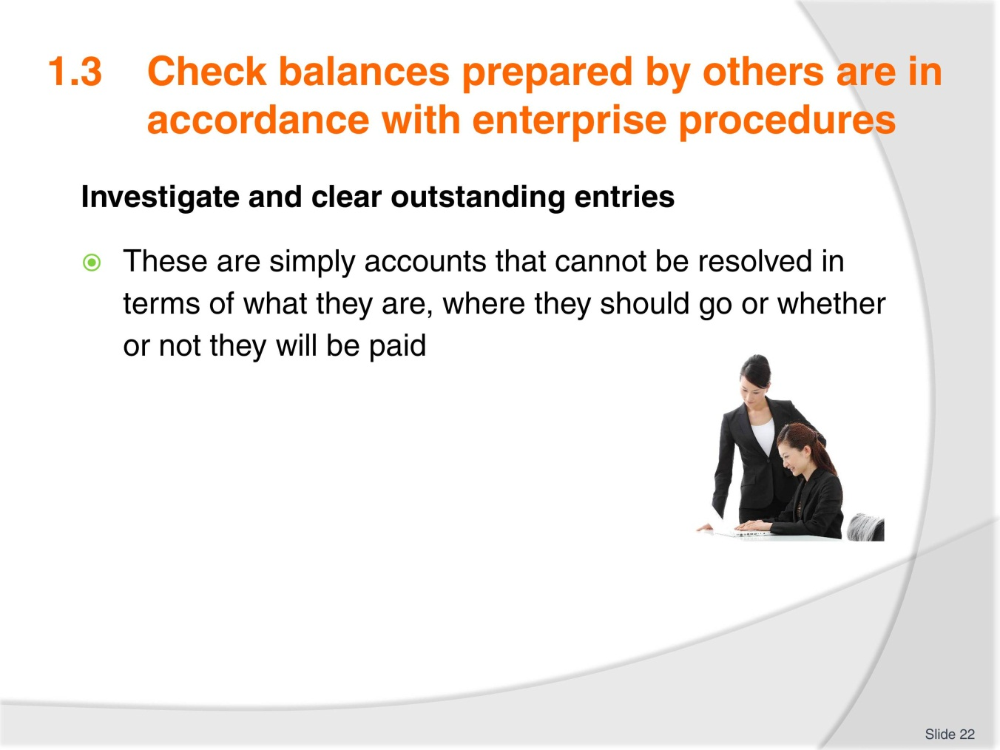 1.3 Check balances prepared by others are in
accordance with enterprise procedures
Investigate and clear outstanding entries
These are simply accounts that cannot be resolved in
terms of what they are, where they should go or whether
or not they will be paid
Slide 22